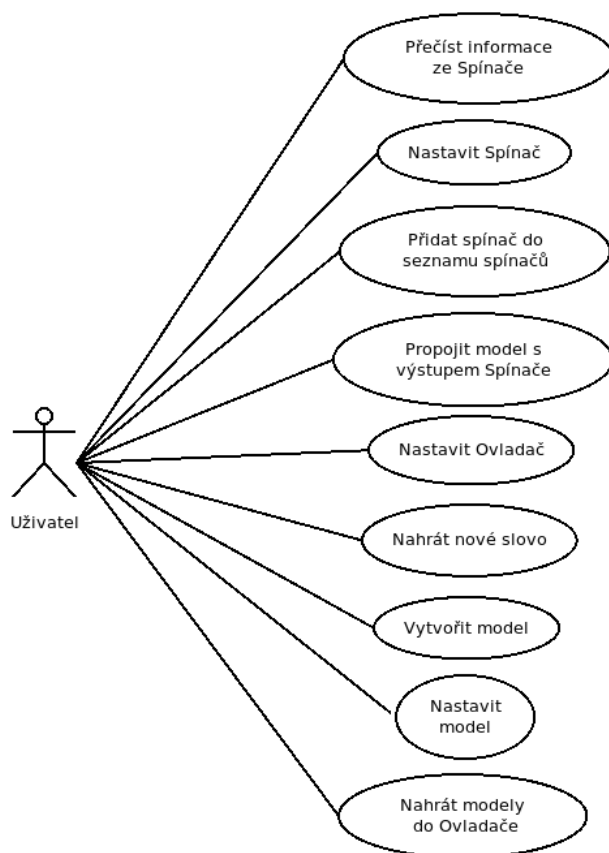 Přečíst informace
ze Spínače
Nastavit Spínač
Přidat spínač do
seznamu spínačů
Propojit model s
výstupem Spínače
Nastavit Ovladač
Uživatel
Nahrát nové slovo
Vytvořit model
Nastavit
model
Nahrát modely
do Ovladače